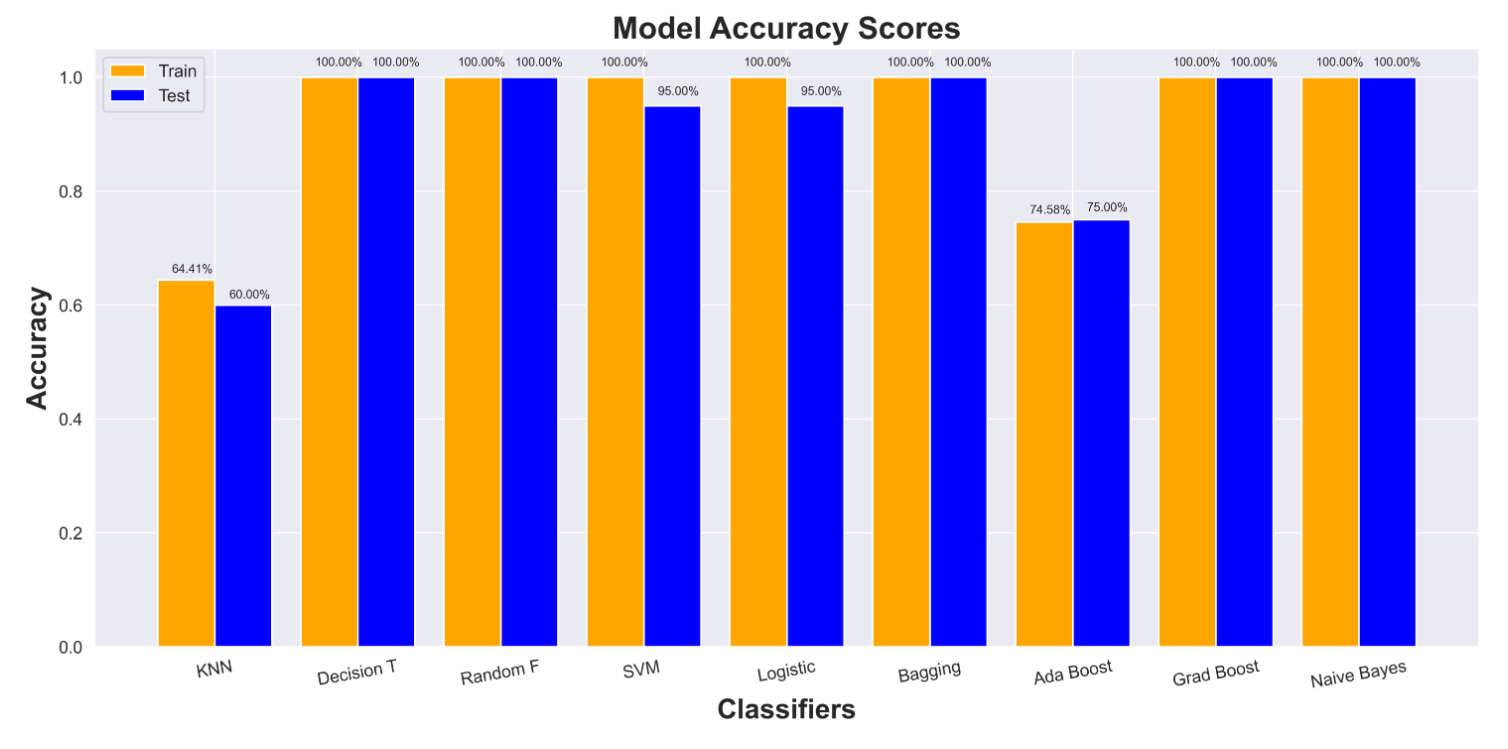 Model Accuracy Scores
Train
Test
100.00% 100.00% 100.00% 100.00% 100.00% 100.00% 100.00% 100.00% 100.00% 100.00% 100.00% 100.00%
95.00% 95.00%
74.58% 75.00%
64.41% 60.00%
1.0
0.8
0.6
0.4
0.2
0.0
Accuracy
KNN Decision T Random F SVM Logistic Bagging Ada Boost Grad Boost Naive Bayes
Classifiers